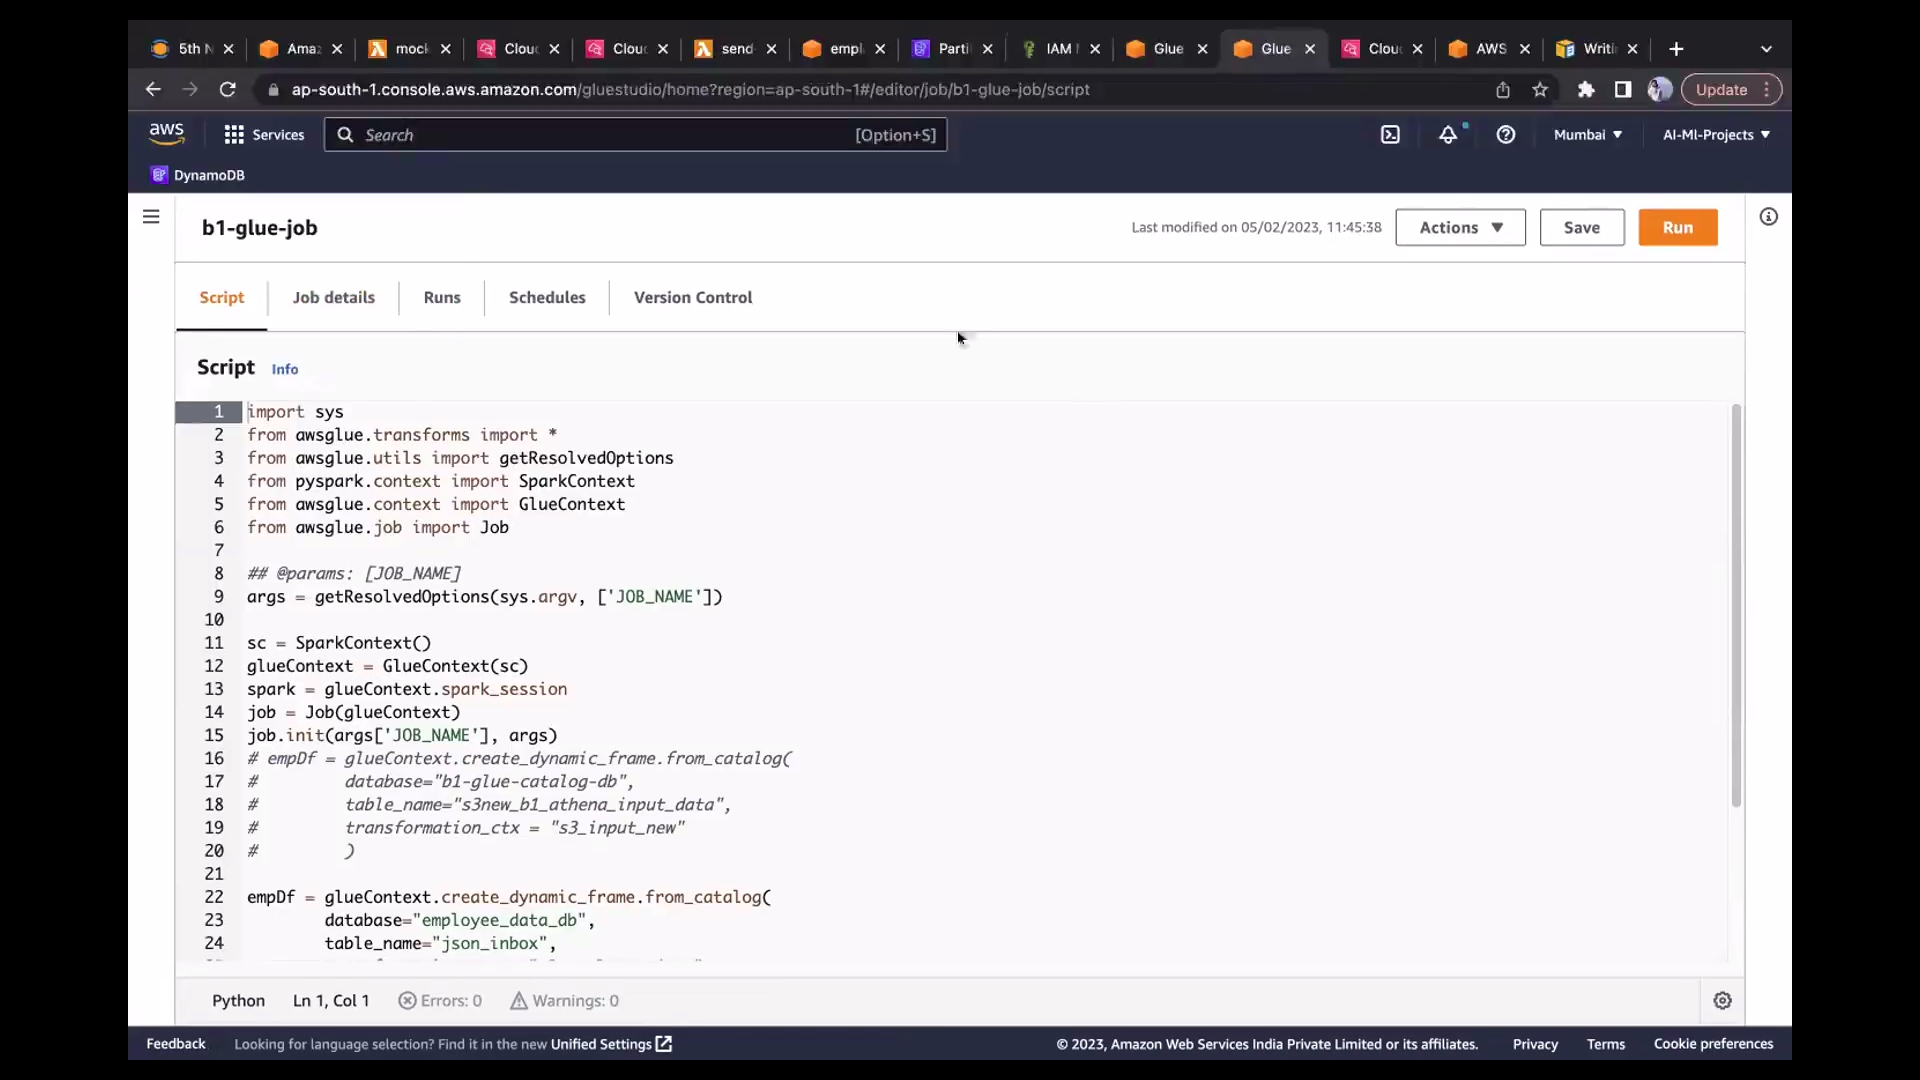 5th N
Ama
mock
Clou
Clou
send
empl
Parti
IAM
Glue
Glue
Clou
AWS
Writi
ap-south-1.console.aws.amazon.com/gluestudio/home?region=ap-south-1#/editor/job/b1-glue-job/script
Update
aws
Services
Search
[Option+S]
Mumbai
AI-Ml-Projects
DynamoDB
b1-glue-job
Last modified on 05/02/2023, 11:45:38
Actions
Save
Run
Script
Job details
Runs
Schedules
Version Control
Script Info
1 import sys
2 from awsglue.transforms import *
3 from awsglue.utils import getResolvedOptions
4 from pyspark.context import SparkContext
5 from awsglue.context import GlueContext
6 from awsglue.job import Job
7
8 ## @params: [JOB_NAME]
9 args = getResolvedOptions(sys.argv, ['JOB_NAME'])
10
11 sc = SparkContext()
12 glueContext = GlueContext(sc)
13 spark = glueContext.spark_session
14 job = Job(glueContext)
15 job.init(args['JOB_NAME'], args)
16 # empDf = glueContext.create_dynamic_frame.from_catalog(
17 # database="b1-glue-catalog-db",
18 # table_name="s3new_b1_athena_input_data",
19 # transformation_ctx = "s3_input_new"
20 # )
21
22 empDf = glueContext.create_dynamic_frame.from_catalog(
23 database="employee_data_db",
24 table_name="json_inbox",
Python Ln 1, Col 1 Errors: 0 Warnings: 0
Feedback Looking for language selection? Find it in the new Unified Settings
© 2023, Amazon Web Services India Private Limited or its affiliates. Privacy Terms Cookie preferences